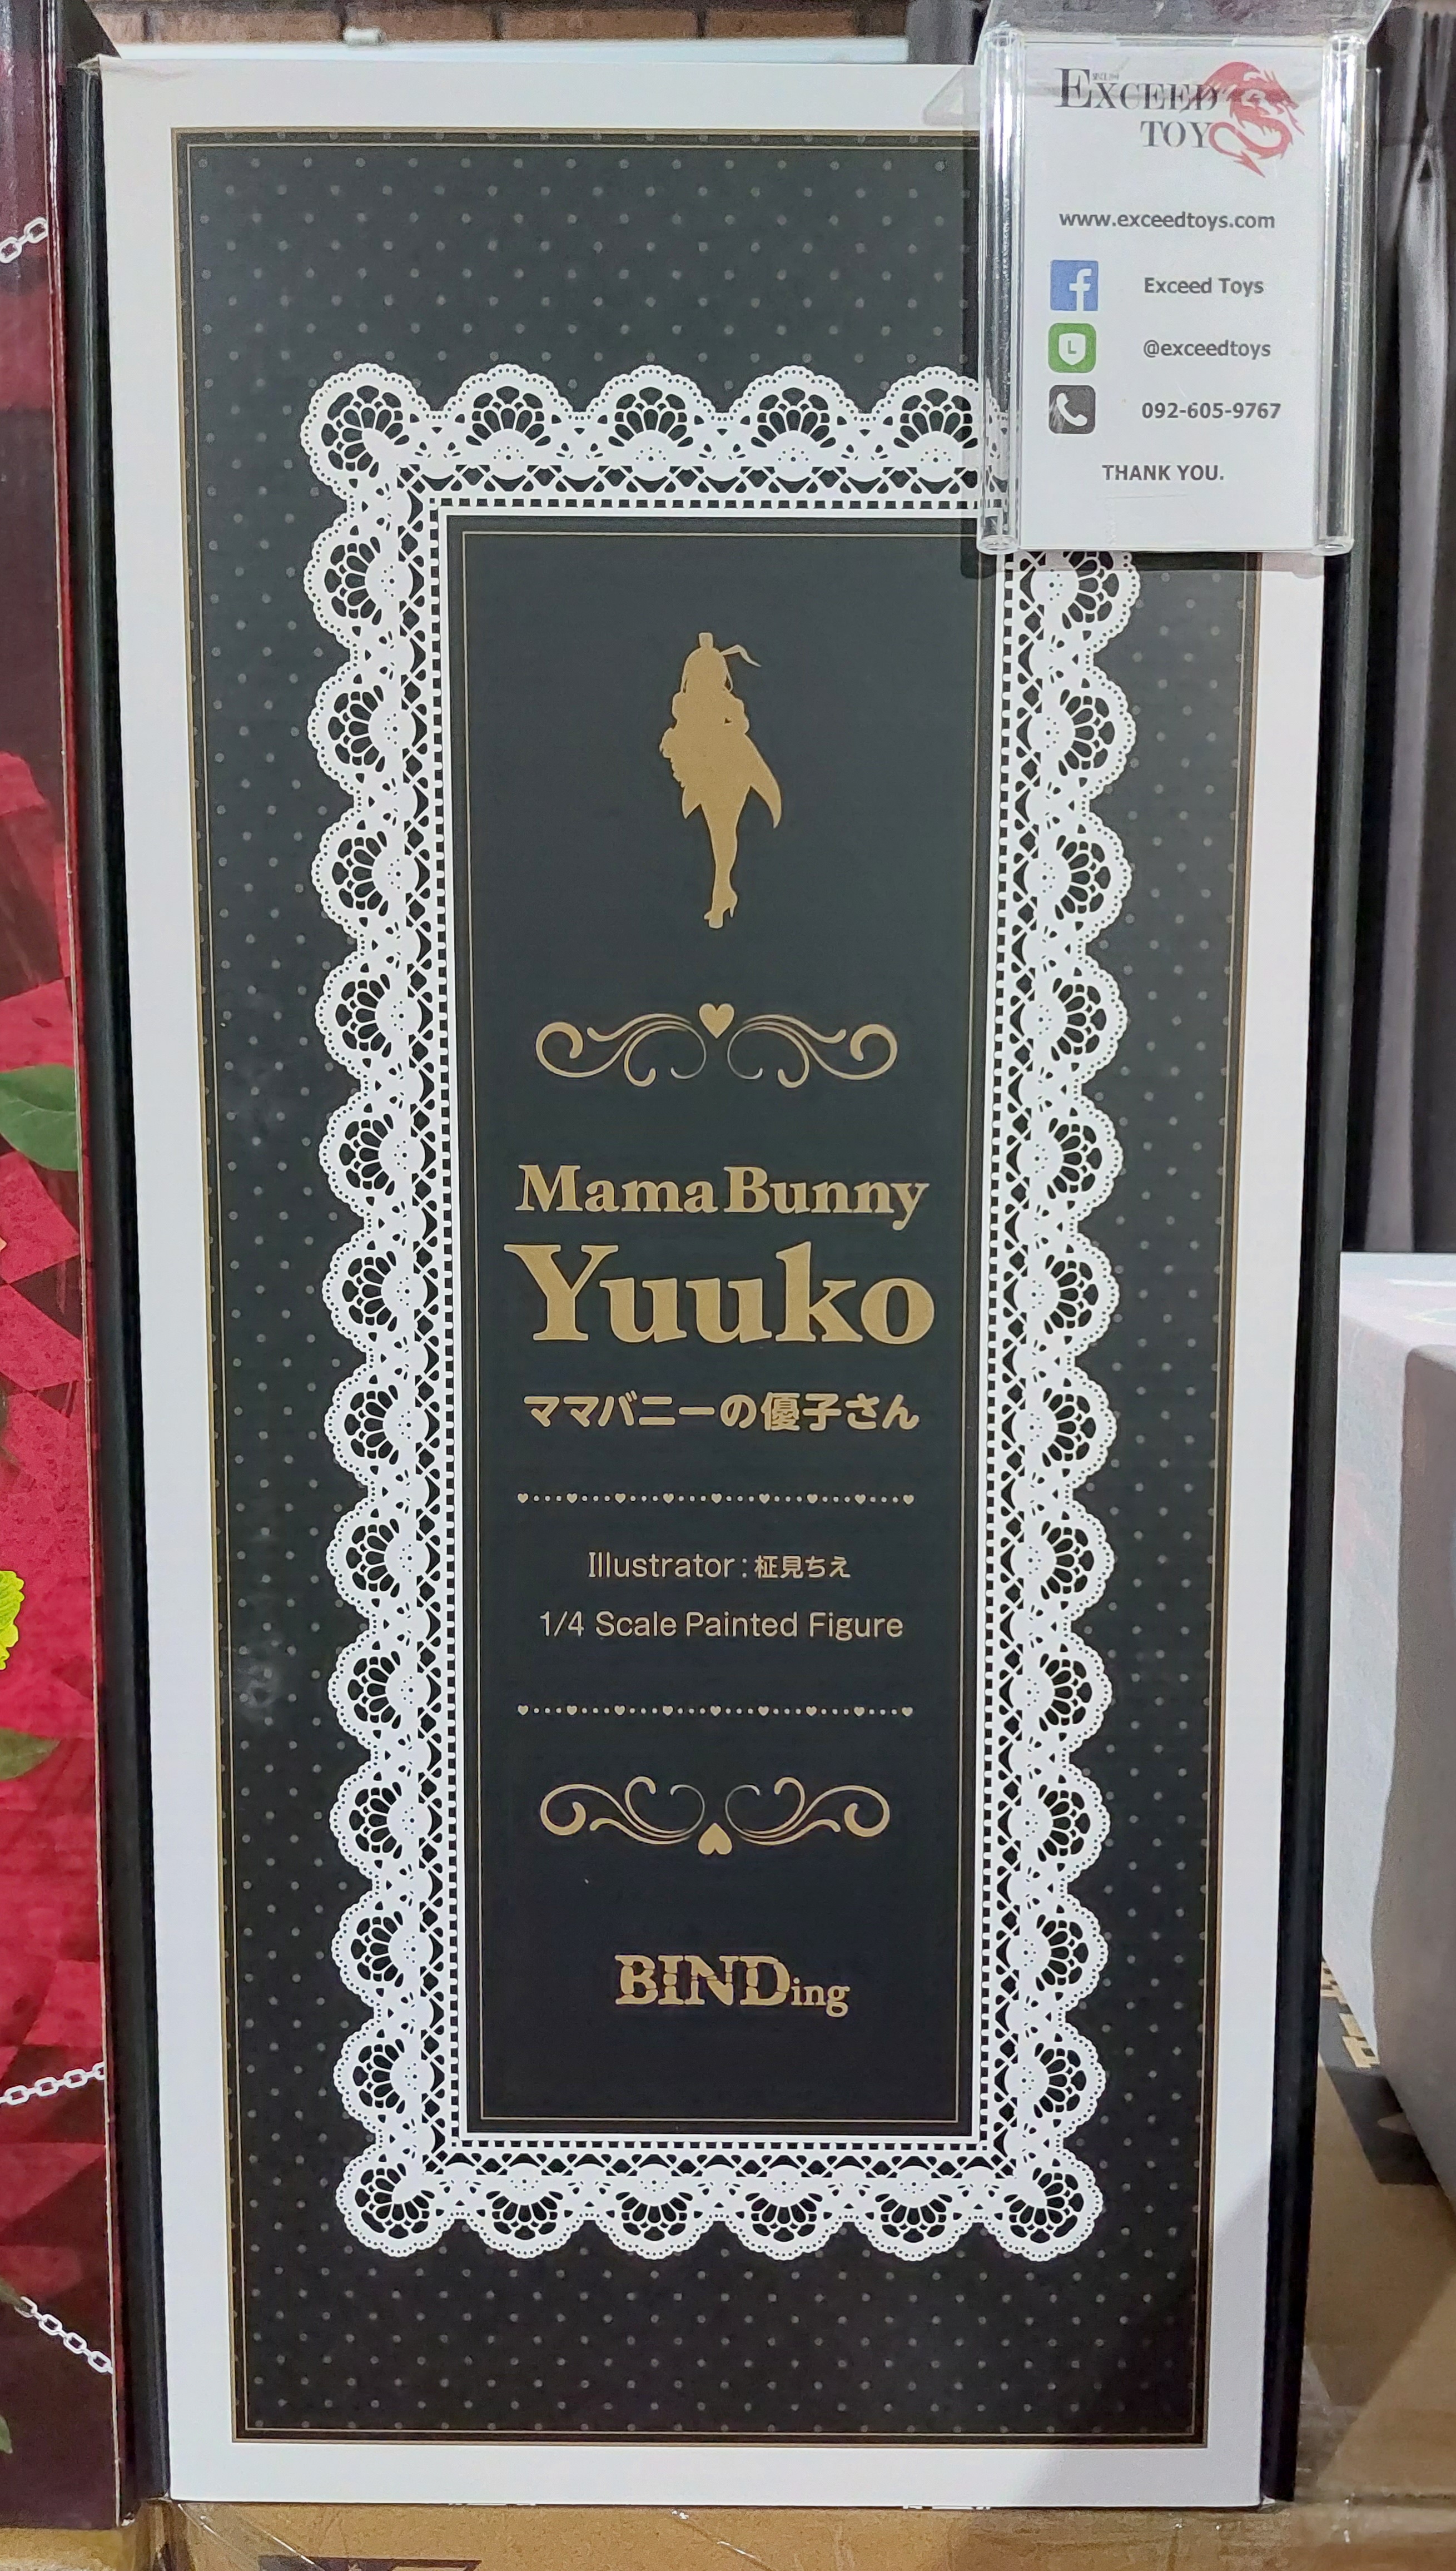 EXCEED
TOY
www.exceedtoys.com
Exceed Toys
L
@exceedtoys
092-605-9767
THANK YOU.
Mama Bunny
Yuuko
ママバニーの優子さん
Illustrator : 柾見ちえ
1/4 Scale Painted Figure
BINDing